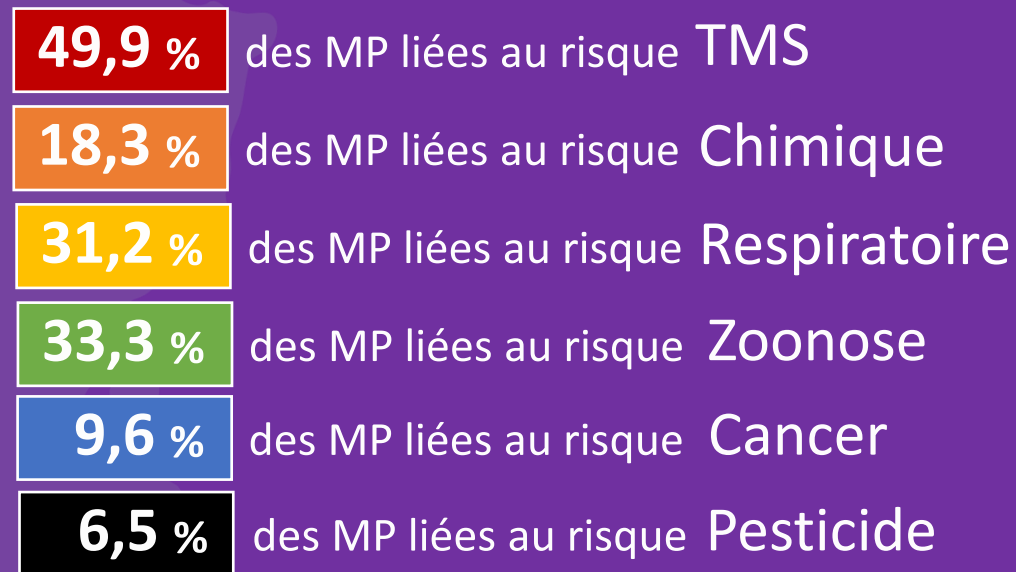 49,9 % des MP liées au risque TMS
18,3 % des MP liées au risque Chimique
31,2 % des MP liées au risque Respiratoire
33,3 % des MP liées au risque Zoonose
9,6 % des MP liées au risque Cancer
6,5 % des MP liées au risque Pesticide